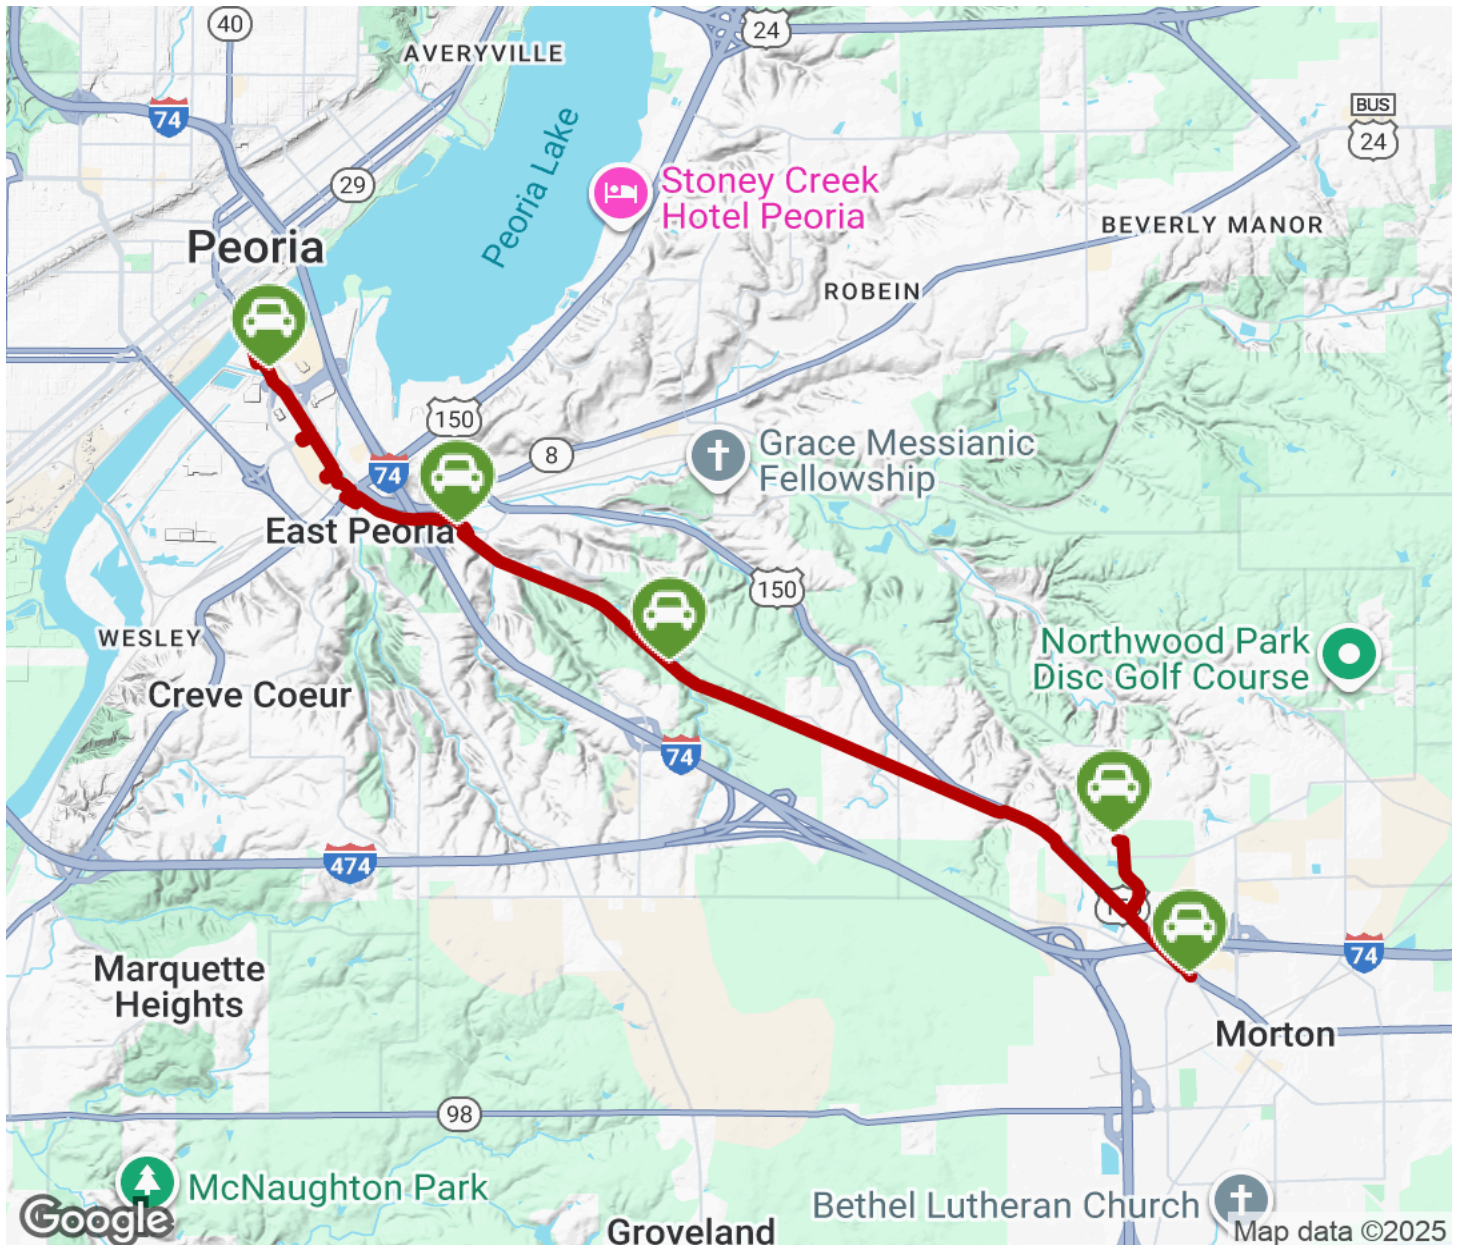 40
24
AVERYVILLE
74
BUS
24
29
Peoria Lake
Stoney Creek
Hotel Peoria
BEVERLY MANOR
Peoria
ROBEIN
150
8
Grace Messianic
Fellowship
74
East Peoria
150
WESLEY
Northwood Park
Disc Golf Course
Creve Coeur
74
474
74
Marquette
Heights
Morton
98
McNaughton Park
Bethel Lutheran Church
Google
Groveland
Map data ©2025